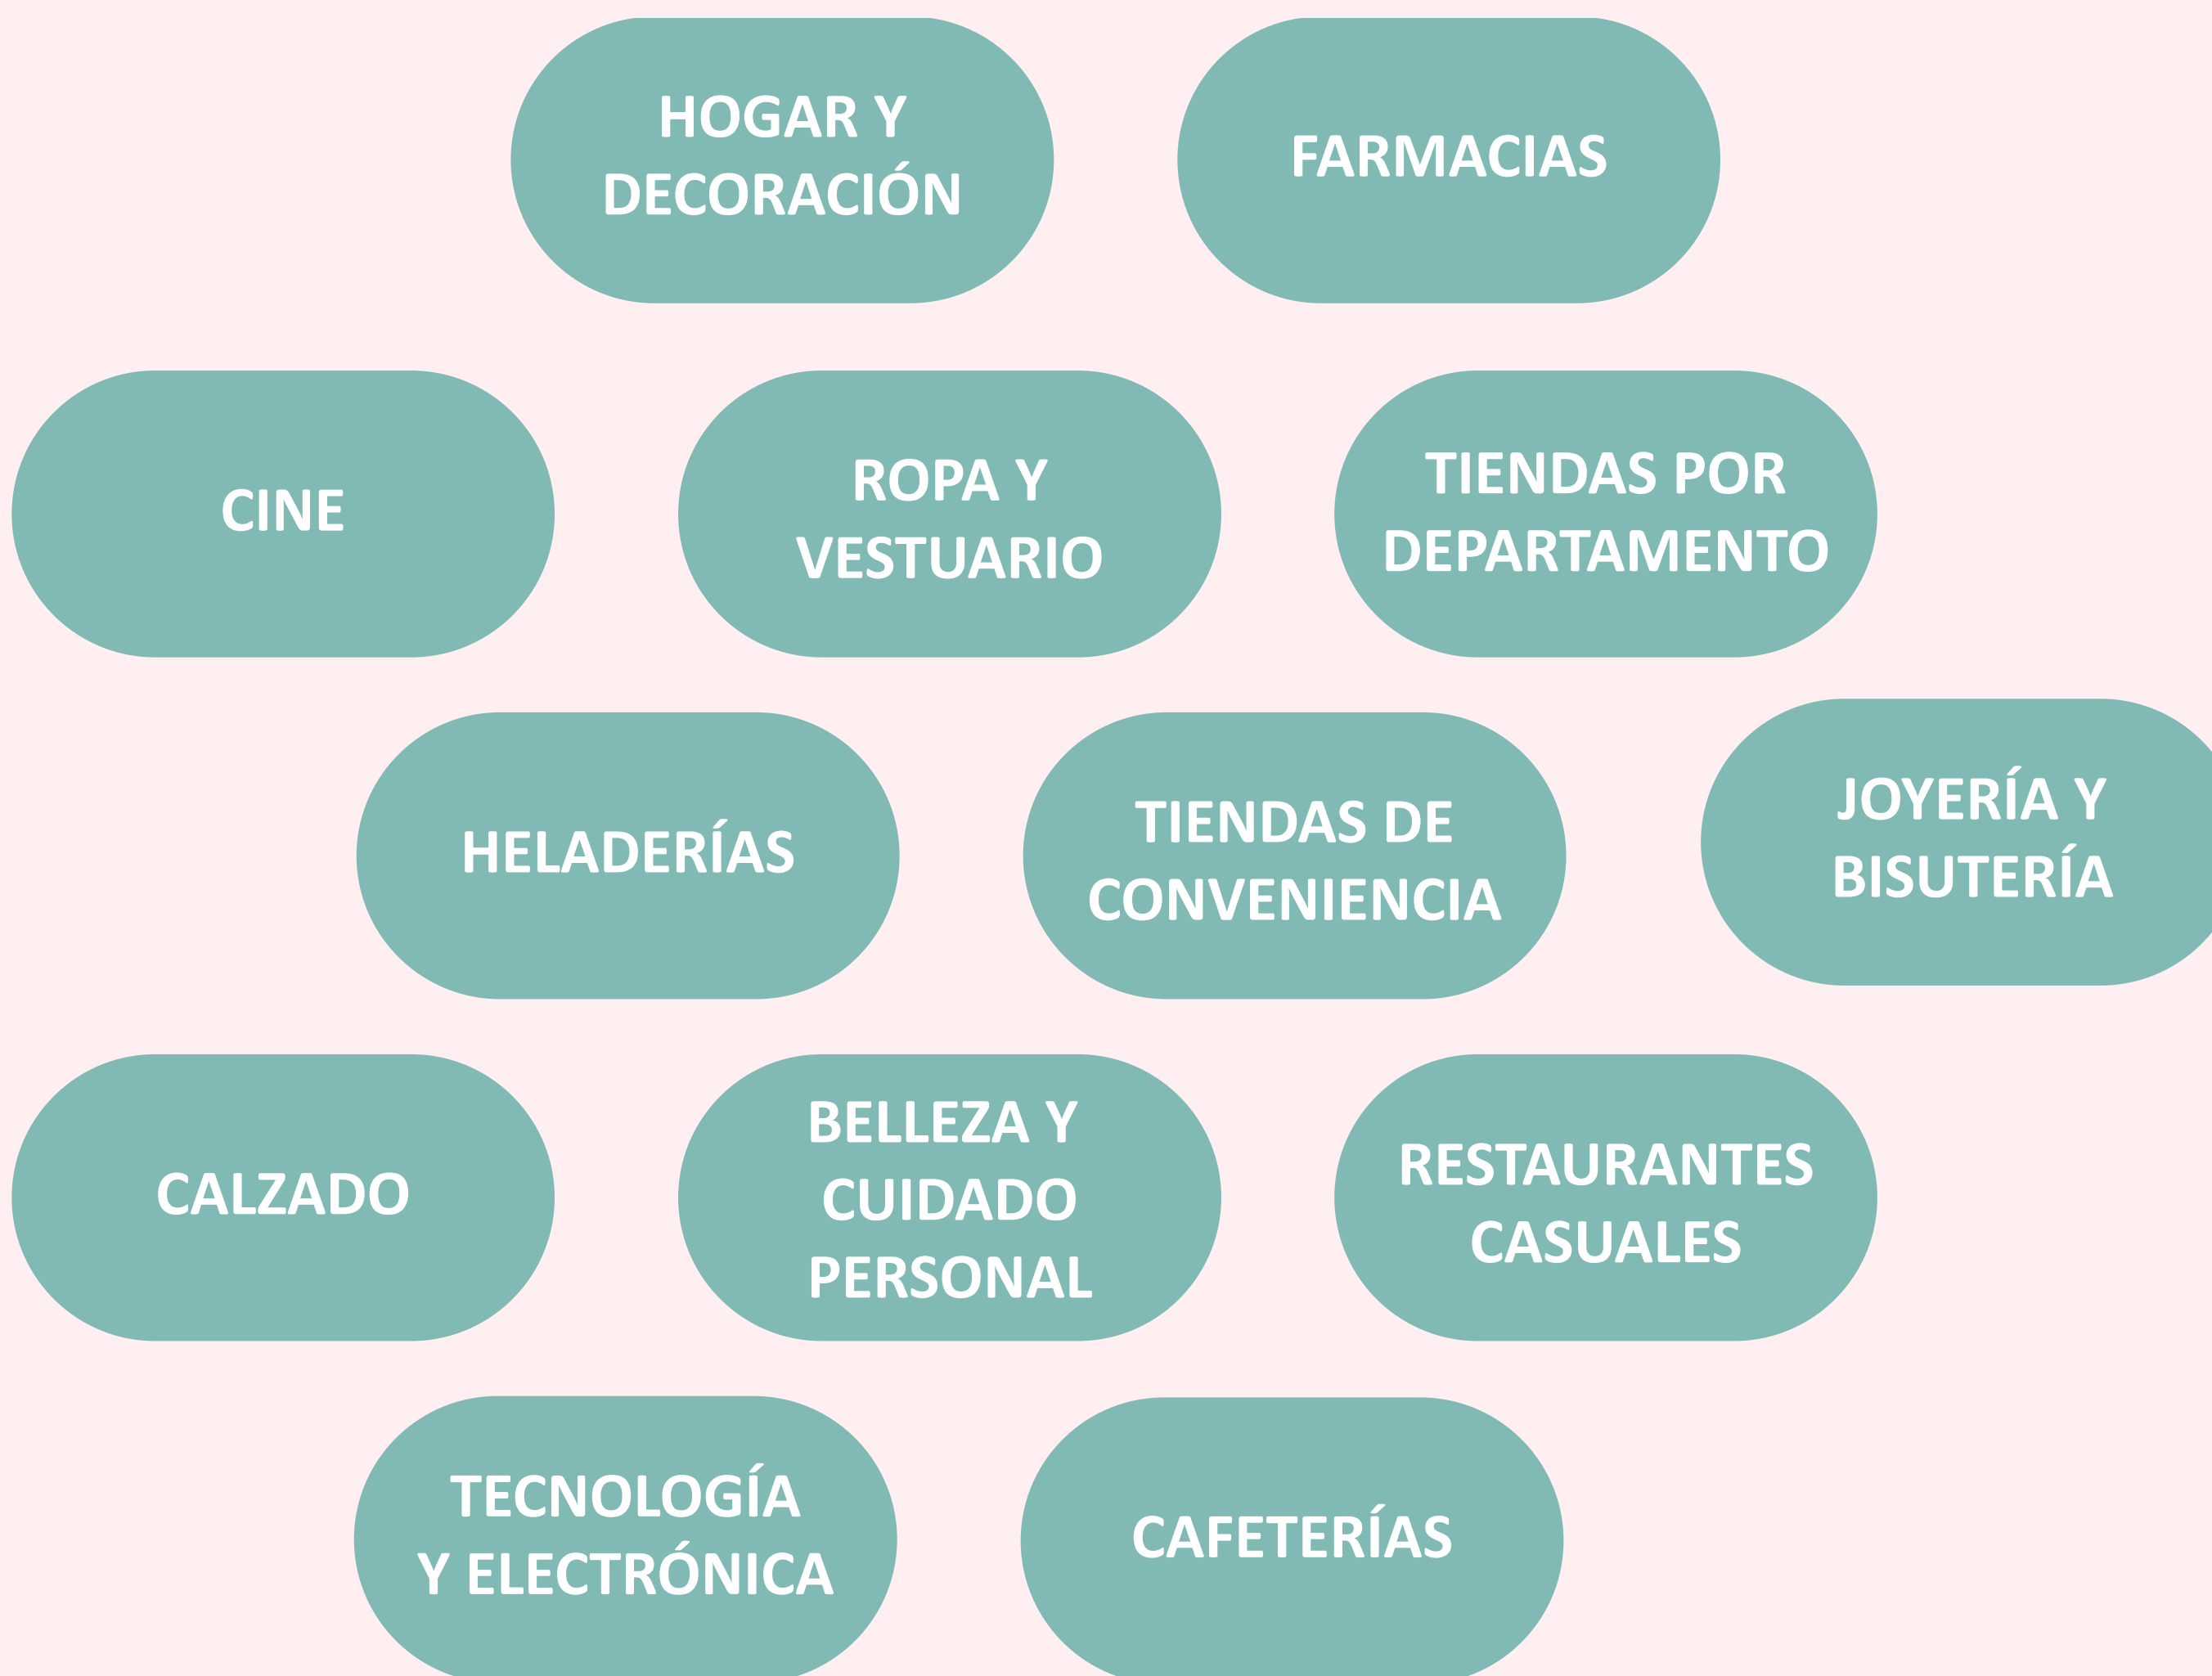 HOGAR Y
DECORACIÓN
FARMACIAS
CINE
ROPA Y
VESTUARIO
TIENDAS POR
DEPARTAMENTO
HELADERÍAS
TIENDAS DE
CONVENIENCIA
JOYERÍA Y
BISUTERÍA
CALZADO
BELLEZA Y
CUIDADO
PERSONAL
RESTAURANTES
CASUALES
TECNOLOGÍA
Y ELECTRÓNICA
CAFETERÍAS